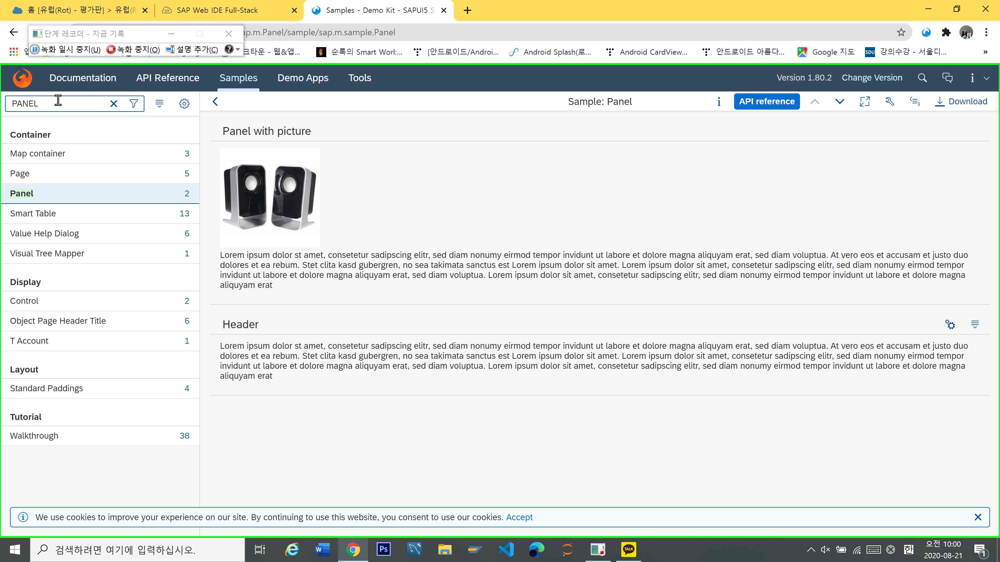 홈 [유럽(Rot) - 평가판] > 유럽(R
SAP Web IDE Full-Stack
Samples - Demo Kit - SAPUI5 S
단계 레코더 - 지금 기록
ap.m.Panel/sample/sap.m.sample.Panel
녹화 일시 중지(U) 녹화 중지(O) 설명 추가(C)
크타운 - 웹&앱...
순록의 Smart Worl:...
[안드로이드/Androi...
Android Splash(로...
Android CardView...
안드로이드 아름다...
Google 지도
SDU 강의수강 - 서울디...
»
Documentation API Reference Samples Demo Apps Tools Version 1.80.2 Change Version
PANEL
Sample: Panel API reference Download
Container
Map container 3
Page 5
Panel 2
Smart Table 13
Value Help Dialog 6
Visual Tree Mapper 1
Display
Control 2
Object Page Header Title 6
T Account 1
Layout
Standard Paddings 4
Tutorial
Walkthrough 38
Panel with picture
Lorem ipsum dolor st amet, consetetur sadipscing elitr, sed diam nonumy eirmod tempor invidunt ut labore et dolore magna aliquyam erat, sed diam voluptua. At vero eos et accusam et justo duo
dolores et ea rebum. Stet clita kasd gubergren, no sea takimata sanctus est Lorem ipsum dolor sit amet. Lorem ipsum dolor sit amet, consetetur sadipscing elitr, sed diam nonumy eirmod tempor
invidunt ut labore et dolore magna aliquyam erat, sed diam voluptua. Lorem ipsum dolor sit amet, consetetur sadipscing elitr, sed diam nonumy eirmod tempor invidunt ut labore et dolore magna
aliquyam erat
Header
Lorem ipsum dolor st amet, consetetur sadipscing elitr, sed diam nonumy eirmod tempor invidunt ut labore et dolore magna aliquyam erat, sed diam voluptua. At vero eos et accusam et justo duo
dolores et ea rebum. Stet clita kasd gubergren, no sea takimata sanctus est Lorem ipsum dolor sit amet. Lorem ipsum dolor sit amet, consetetur sadipscing elitr, sed diam nonumy eirmod tempor
invidunt ut labore et dolore magna aliquyam erat, sed diam voluptua. Lorem ipsum dolor sit amet, consetetur sadipscing elitr, sed diam nonumy eirmod tempor invidunt ut labore et dolore magna
aliquyam erat
We use cookies to improve your experience on our site. By continuing to use this website, you consent to use our cookies. Accept
검색하려면 여기에 입력하십시오.
Ps
TALK
한
오전 10:00
2020-08-21
1